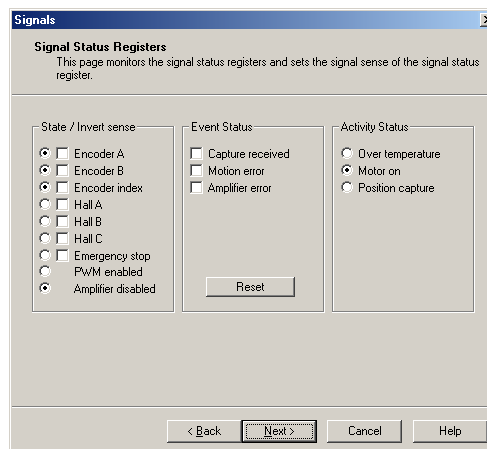 Signals
Signal Status Registers
This page monitors the signal status registers and sets the signal sense of the signal status
register.
State / Invert sense
Encoder A
Encoder B
Encoder index
Hall A
Hall B
Hall C
Emergency stop
PWM enabled
Amplifier disabled
Event Status
Capture received
Motion error
Amplifier error
Reset
Activity Status
Over temperature
Motor on
Position capture
< Back
Next >
Cancel
Help